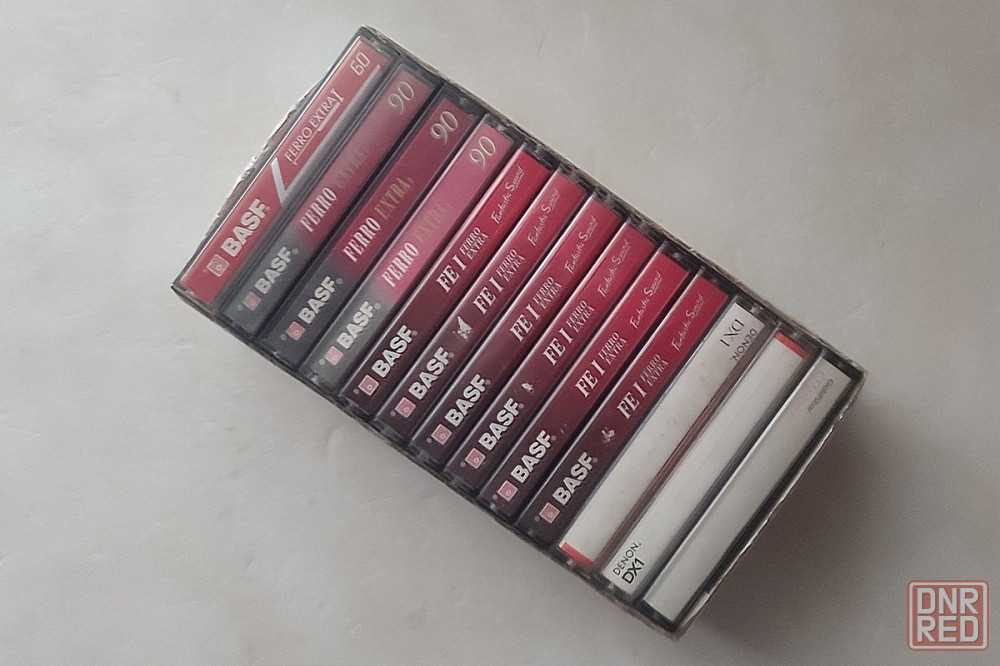 BASF FERRO EXTRA I 60
BASF FERRO EXTRA I 90
BASF FERRO EXTRA I 90
BASF FERRO EXTRA 90
BASF FE I FERRO EXTRA Fantastic Sound
BASF FE I FERRO EXTRA Fantastic Sound
BASF FE I FERRO EXTRA Fantastic Sound
BASF FE I FERRO EXTRA Fantastic Sound
BASF FE I FERRO EXTRA Fantastic Sound
BASF FE I FERRO EXTRA Fantastic Sound
DENON DX1
DENON DX1
GoldStar CD
DNR
RED